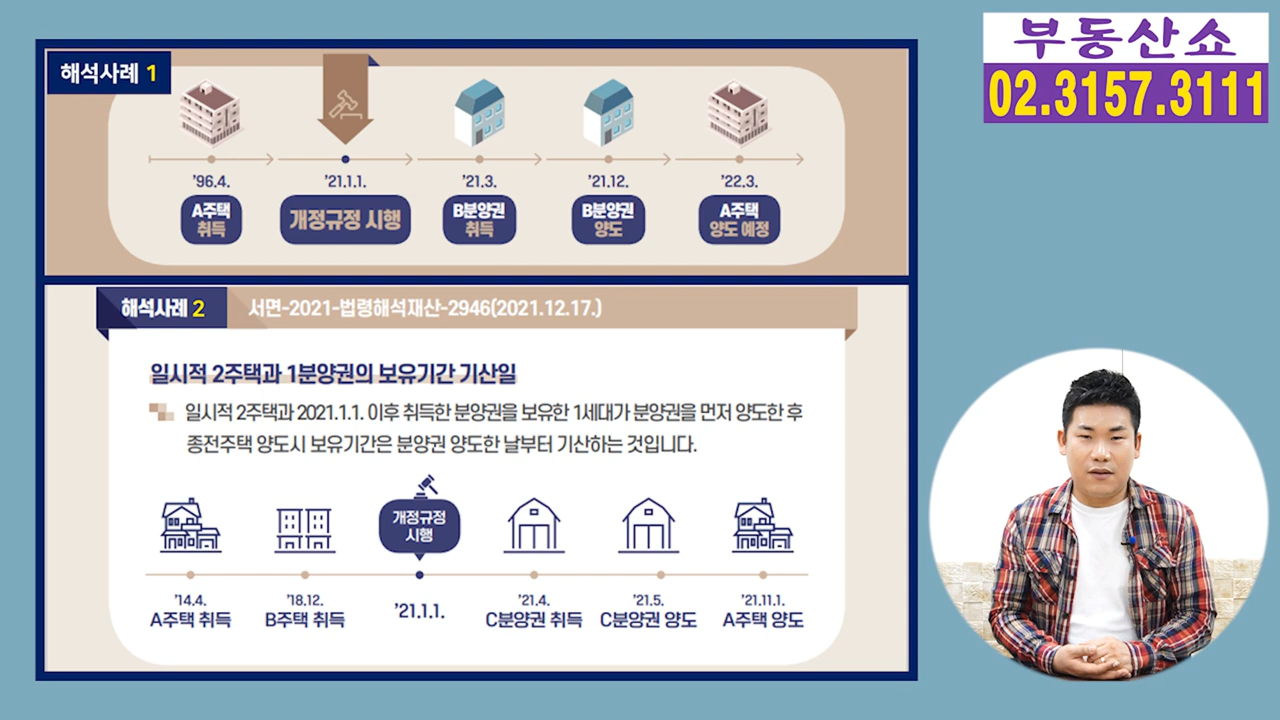 부동산쇼
02.3157.3111
해석사례 1
'96.4.
A주택
취득
'21.1.1.
개정규정 시행
'21.3.
B분양권
취득
'21.12.
B분양권
양도
'22.3.
A주택
양도 예정
해석사례 2
서면-2021-법령해석재산-2946(2021.12.17.)
일시적 2주택과 1분양권의 보유기간 기산일
일시적 2주택과 2021.1.1. 이후 취득한 분양권을 보유한 1세대가 분양권을 먼저 양도한 후
종전주택 양도시 보유기간은 분양권 양도한 날부터 기산하는 것입니다.
개정규정
시행
'14.4.
A주택 취득
'18.12.
B주택 취득
'21.1.1.
'21.4.
C분양권 취득
'21.5.
C분양권 양도
'21.11.1.
A주택 양도